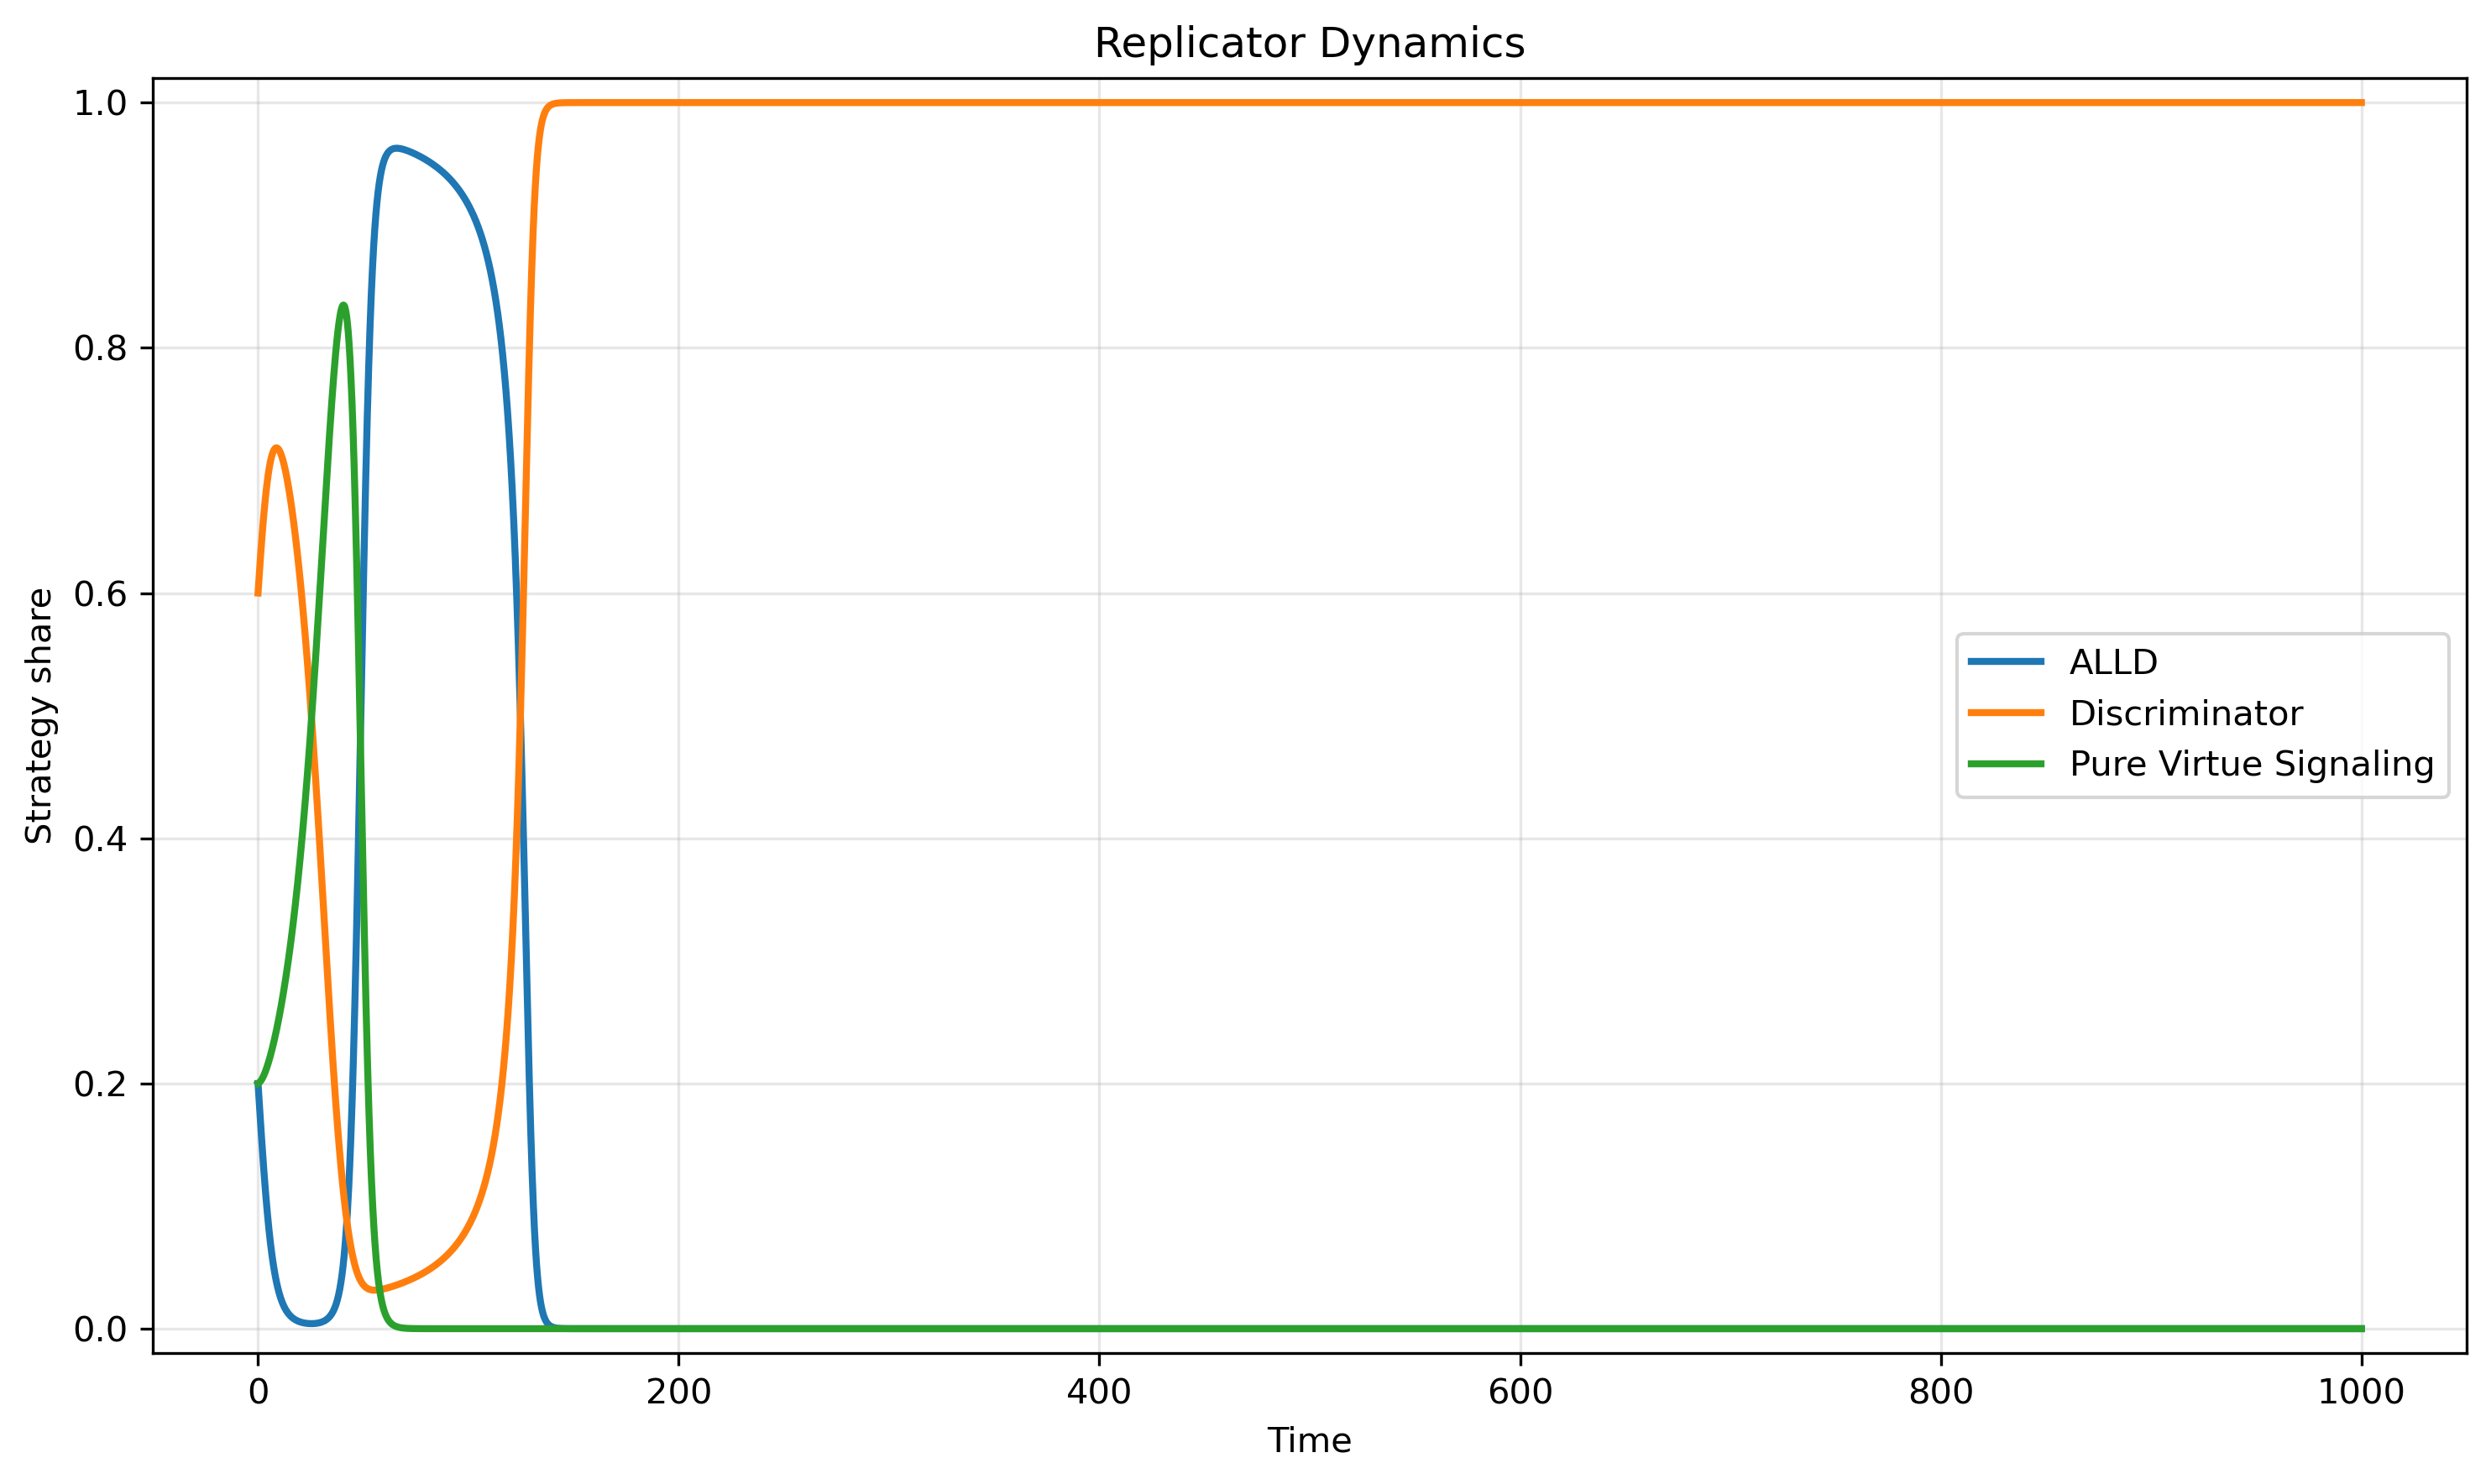 Replicator Dynamics
1.0
0.8
0.6
0.4
0.2
0.0
Strategy share
ALLD
Discriminator
Pure Virtue Signaling
0 200 400 600 800 1000
Time